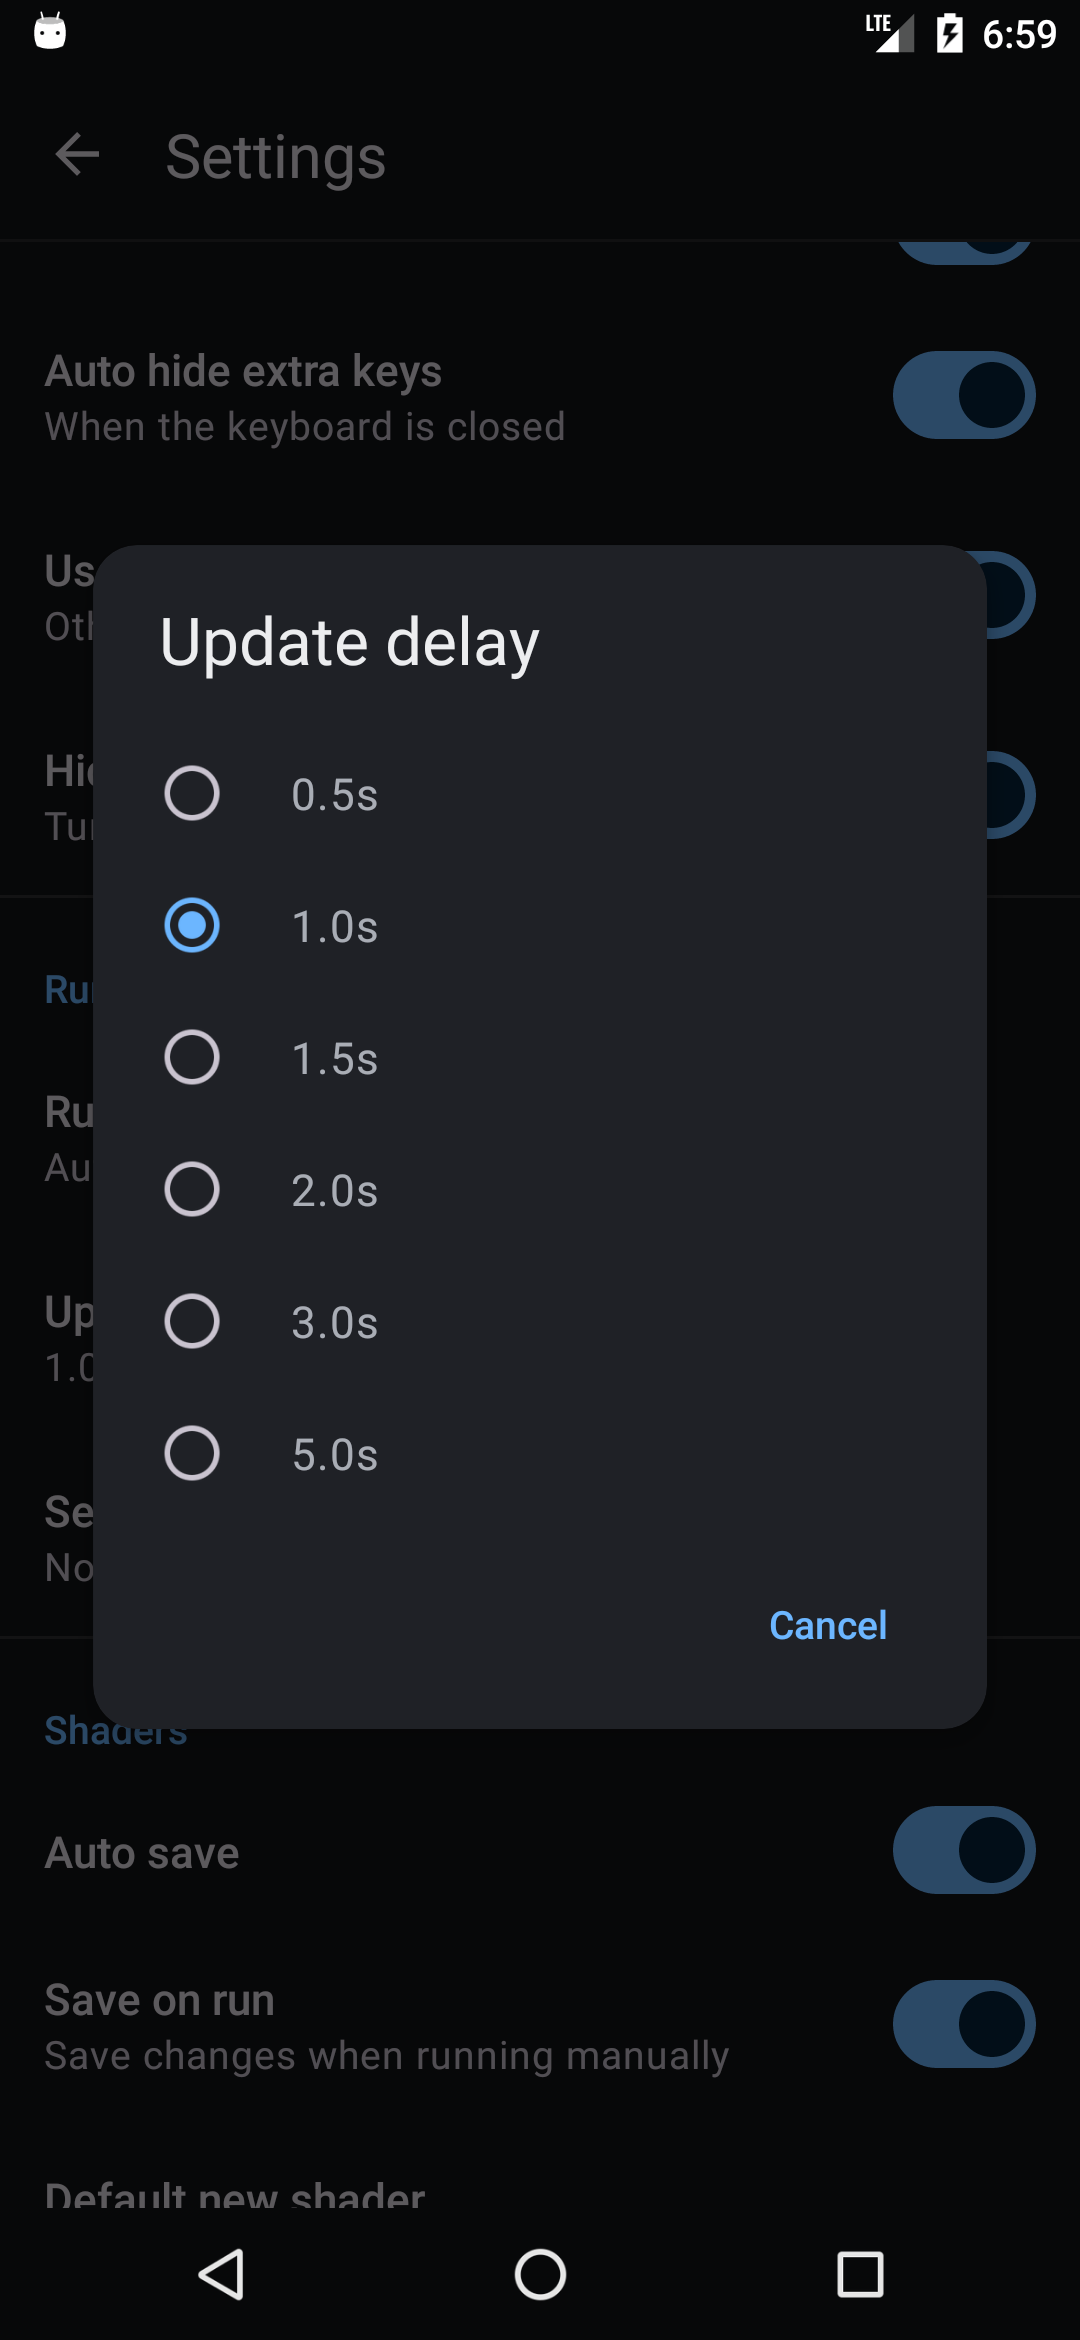 LTE 6:59
Settings
Auto hide extra keys
When the keyboard is closed
Update delay
0.5s
1.0s
1.5s
2.0s
3.0s
5.0s
Cancel
Shaders
Auto save
Save on run
Save changes when running manually
Default new shader